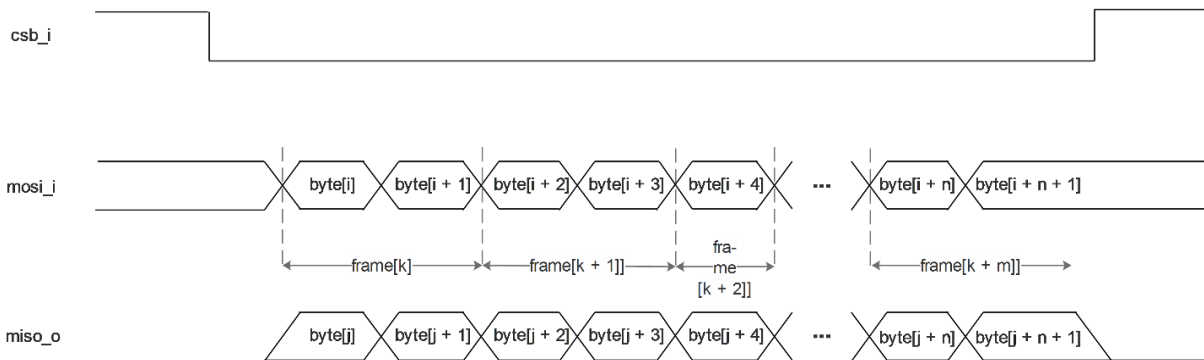 csb_i
mosi_i
byte[i]
byte[i + 1]
byte[i + 2]
byte[i + 3]
byte[i + 4]
...
byte[i + n]
byte[i + n + 1]
frame[k]
frame[k + 1]]
fra-
me
[k + 2]]
frame[k + m]]
miso_o
byte[j]
byte[j + 1]
byte[j + 2]
byte[j + 3]
byte[j + 4]
...
byte[j + n]
byte[j + n + 1]